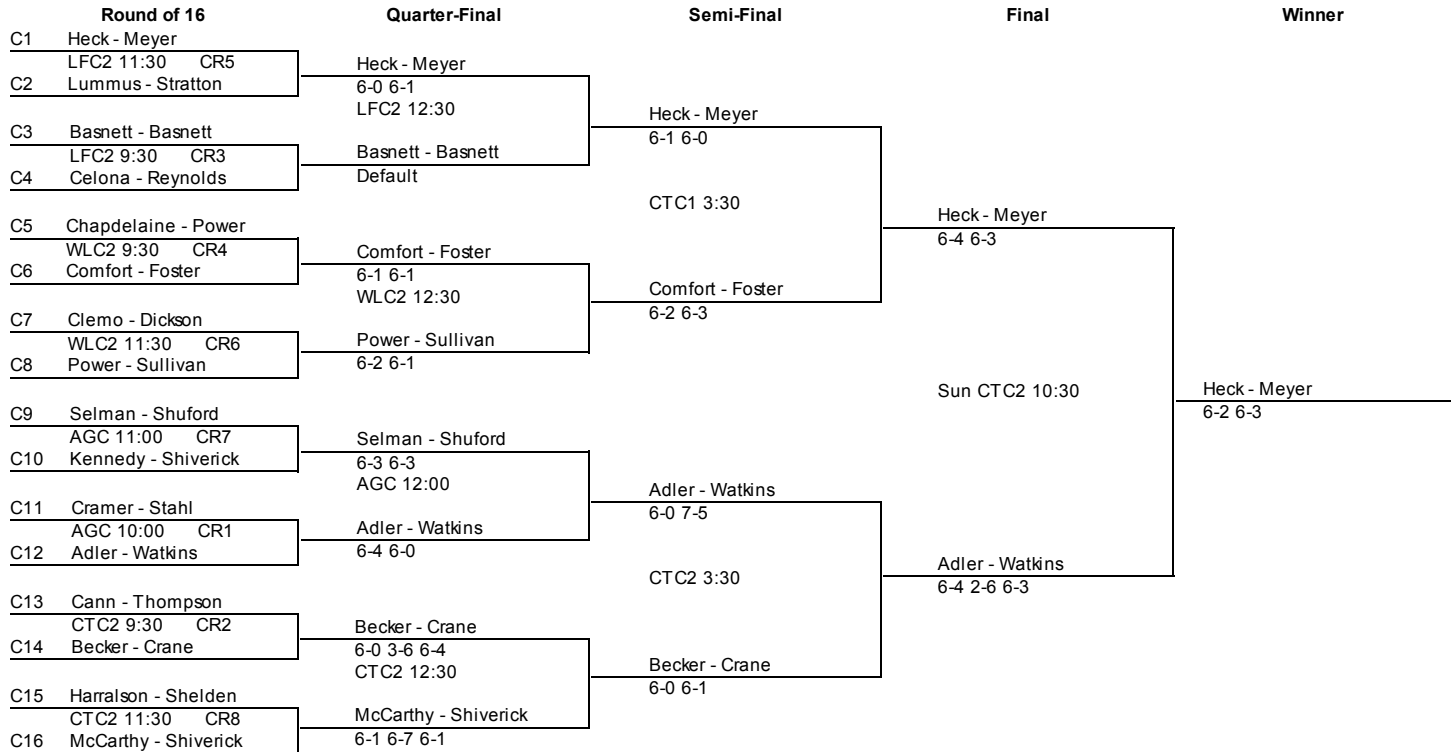 Round of 16 Quarter-Final Semi-Final Final Winner
C1 Heck - Meyer
LFC2 11:30 CR5
C2 Lummus - Stratton
C3 Basnett - Basnett
LFC2 9:30 CR3
C4 Celona - Reynolds
C5 Chapdelaine - Power
WLC2 9:30 CR4
C6 Comfort - Foster
C7 Clemo - Dickson
WLC2 11:30 CR6
C8 Power - Sullivan
C9 Selman - Shuford
AGC 11:00 CR7
C10 Kennedy - Shiverick
C11 Cramer - Stahl
AGC 10:00 CR1
C12 Adler - Watkins
C13 Cann - Thompson
CTC2 9:30 CR2
C14 Becker - Crane
C15 Harralson - Shelden
CTC2 11:30 CR8
C16 McCarthy - Shiverick
Heck - Meyer
6-0 6-1
LFC2 12:30
Basnett - Basnett
Default
Comfort - Foster
6-1 6-1
WLC2 12:30
Power - Sullivan
6-2 6-1
Selman - Shuford
6-3 6-3
AGC 12:00
Adler - Watkins
6-4 6-0
Becker - Crane
6-0 3-6 6-4
CTC2 12:30
McCarthy - Shiverick
6-1 6-7 6-1
Heck - Meyer
6-1 6-0
CTC1 3:30
Comfort - Foster
6-2 6-3
Adler - Watkins
6-0 7-5
CTC2 3:30
Becker - Crane
6-0 6-1
Heck - Meyer
6-4 6-3
Sun CTC2 10:30
Adler - Watkins
6-4 2-6 6-3
Heck - Meyer
6-2 6-3